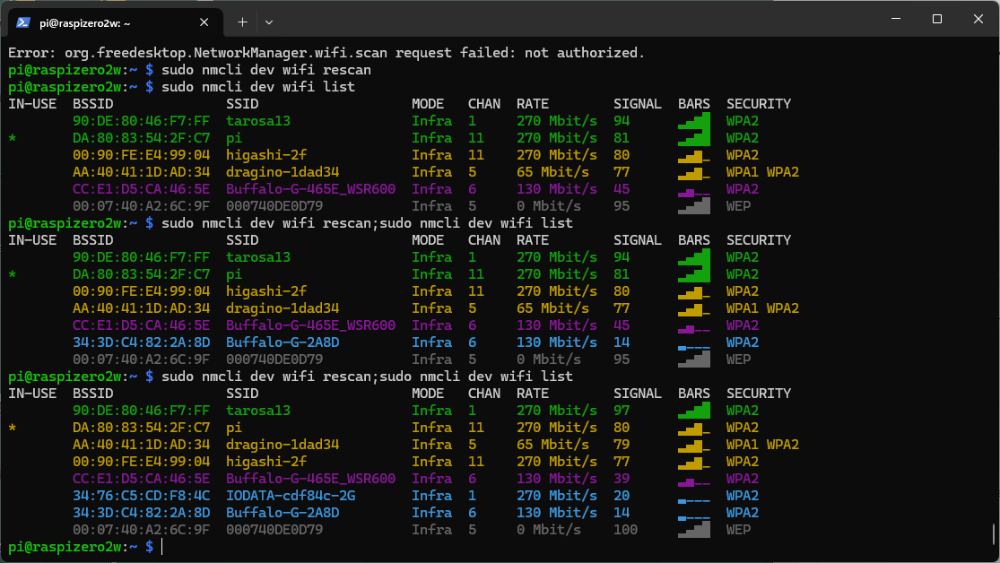 pi@raspizero2w: ~
Error: org.freedesktop.NetworkManager.wifi.scan request failed: not authorized.
pi@raspizero2w:~ $ sudo nmcli dev wifi rescan
pi@raspizero2w:~ $ sudo nmcli dev wifi list
IN-USE  BSSID              SSID                   MODE   CHAN  RATE        SIGNAL  BARS  SECURITY
        90:DE:80:46:F7:FF  tarosa13               Infra  1     270 Mbit/s  94      ▂▄▆█  WPA2
*       DA:80:83:54:2F:C7  pi                     Infra  11    270 Mbit/s  81      ▂▄▆█  WPA2
        00:90:FE:E4:99:04  higashi-2f             Infra  11    270 Mbit/s  80      ▂▄▆_  WPA2
        AA:40:41:1D:AD:34  dragino-1dad34         Infra  5     65 Mbit/s   77      ▂▄▆_  WPA1 WPA2
        CC:E1:D5:CA:46:5E  Buffalo-G-465E_WSR600  Infra  6     130 Mbit/s  45      ▂▄__  WPA2
        00:07:40:A2:6C:9F  000740DE0D79           Infra  5     0 Mbit/s    95      ▂▄▆█  WEP
pi@raspizero2w:~ $ sudo nmcli dev wifi rescan;sudo nmcli dev wifi list
IN-USE  BSSID              SSID                   MODE   CHAN  RATE        SIGNAL  BARS  SECURITY
        90:DE:80:46:F7:FF  tarosa13               Infra  1     270 Mbit/s  94      ▂▄▆█  WPA2
*       DA:80:83:54:2F:C7  pi                     Infra  11    270 Mbit/s  81      ▂▄▆█  WPA2
        00:90:FE:E4:99:04  higashi-2f             Infra  11    270 Mbit/s  80      ▂▄▆_  WPA2
        AA:40:41:1D:AD:34  dragino-1dad34         Infra  5     65 Mbit/s   77      ▂▄▆_  WPA1 WPA2
        CC:E1:D5:CA:46:5E  Buffalo-G-465E_WSR600  Infra  6     130 Mbit/s  45      ▂▄__  WPA2
        34:3D:C4:82:2A:8D  Buffalo-G-2A8D         Infra  6     130 Mbit/s  14      ▂___  WPA2
        00:07:40:A2:6C:9F  000740DE0D79           Infra  5     0 Mbit/s    95      ▂▄▆█  WEP
pi@raspizero2w:~ $ sudo nmcli dev wifi rescan;sudo nmcli dev wifi list
IN-USE  BSSID              SSID                   MODE   CHAN  RATE        SIGNAL  BARS  SECURITY
        90:DE:80:46:F7:FF  tarosa13               Infra  1     270 Mbit/s  97      ▂▄▆█  WPA2
*       DA:80:83:54:2F:C7  pi                     Infra  11    270 Mbit/s  80      ▂▄▆_  WPA2
        AA:40:41:1D:AD:34  dragino-1dad34         Infra  5     65 Mbit/s   79      ▂▄▆_  WPA1 WPA2
        00:90:FE:E4:99:04  higashi-2f             Infra  11    270 Mbit/s  77      ▂▄▆_  WPA2
        CC:E1:D5:CA:46:5E  Buffalo-G-465E_WSR600  Infra  6     130 Mbit/s  39      ▂▄__  WPA2
        34:76:C5:CD:F8:4C  IODATA-cdf84c-2G       Infra  1     270 Mbit/s  20      ▂___  WPA2
        34:3D:C4:82:2A:8D  Buffalo-G-2A8D         Infra  6     130 Mbit/s  14      ▂___  WPA2
        00:07:40:A2:6C:9F  000740DE0D79           Infra  5     0 Mbit/s    100     ▂▄▆█  WEP
pi@raspizero2w:~ $